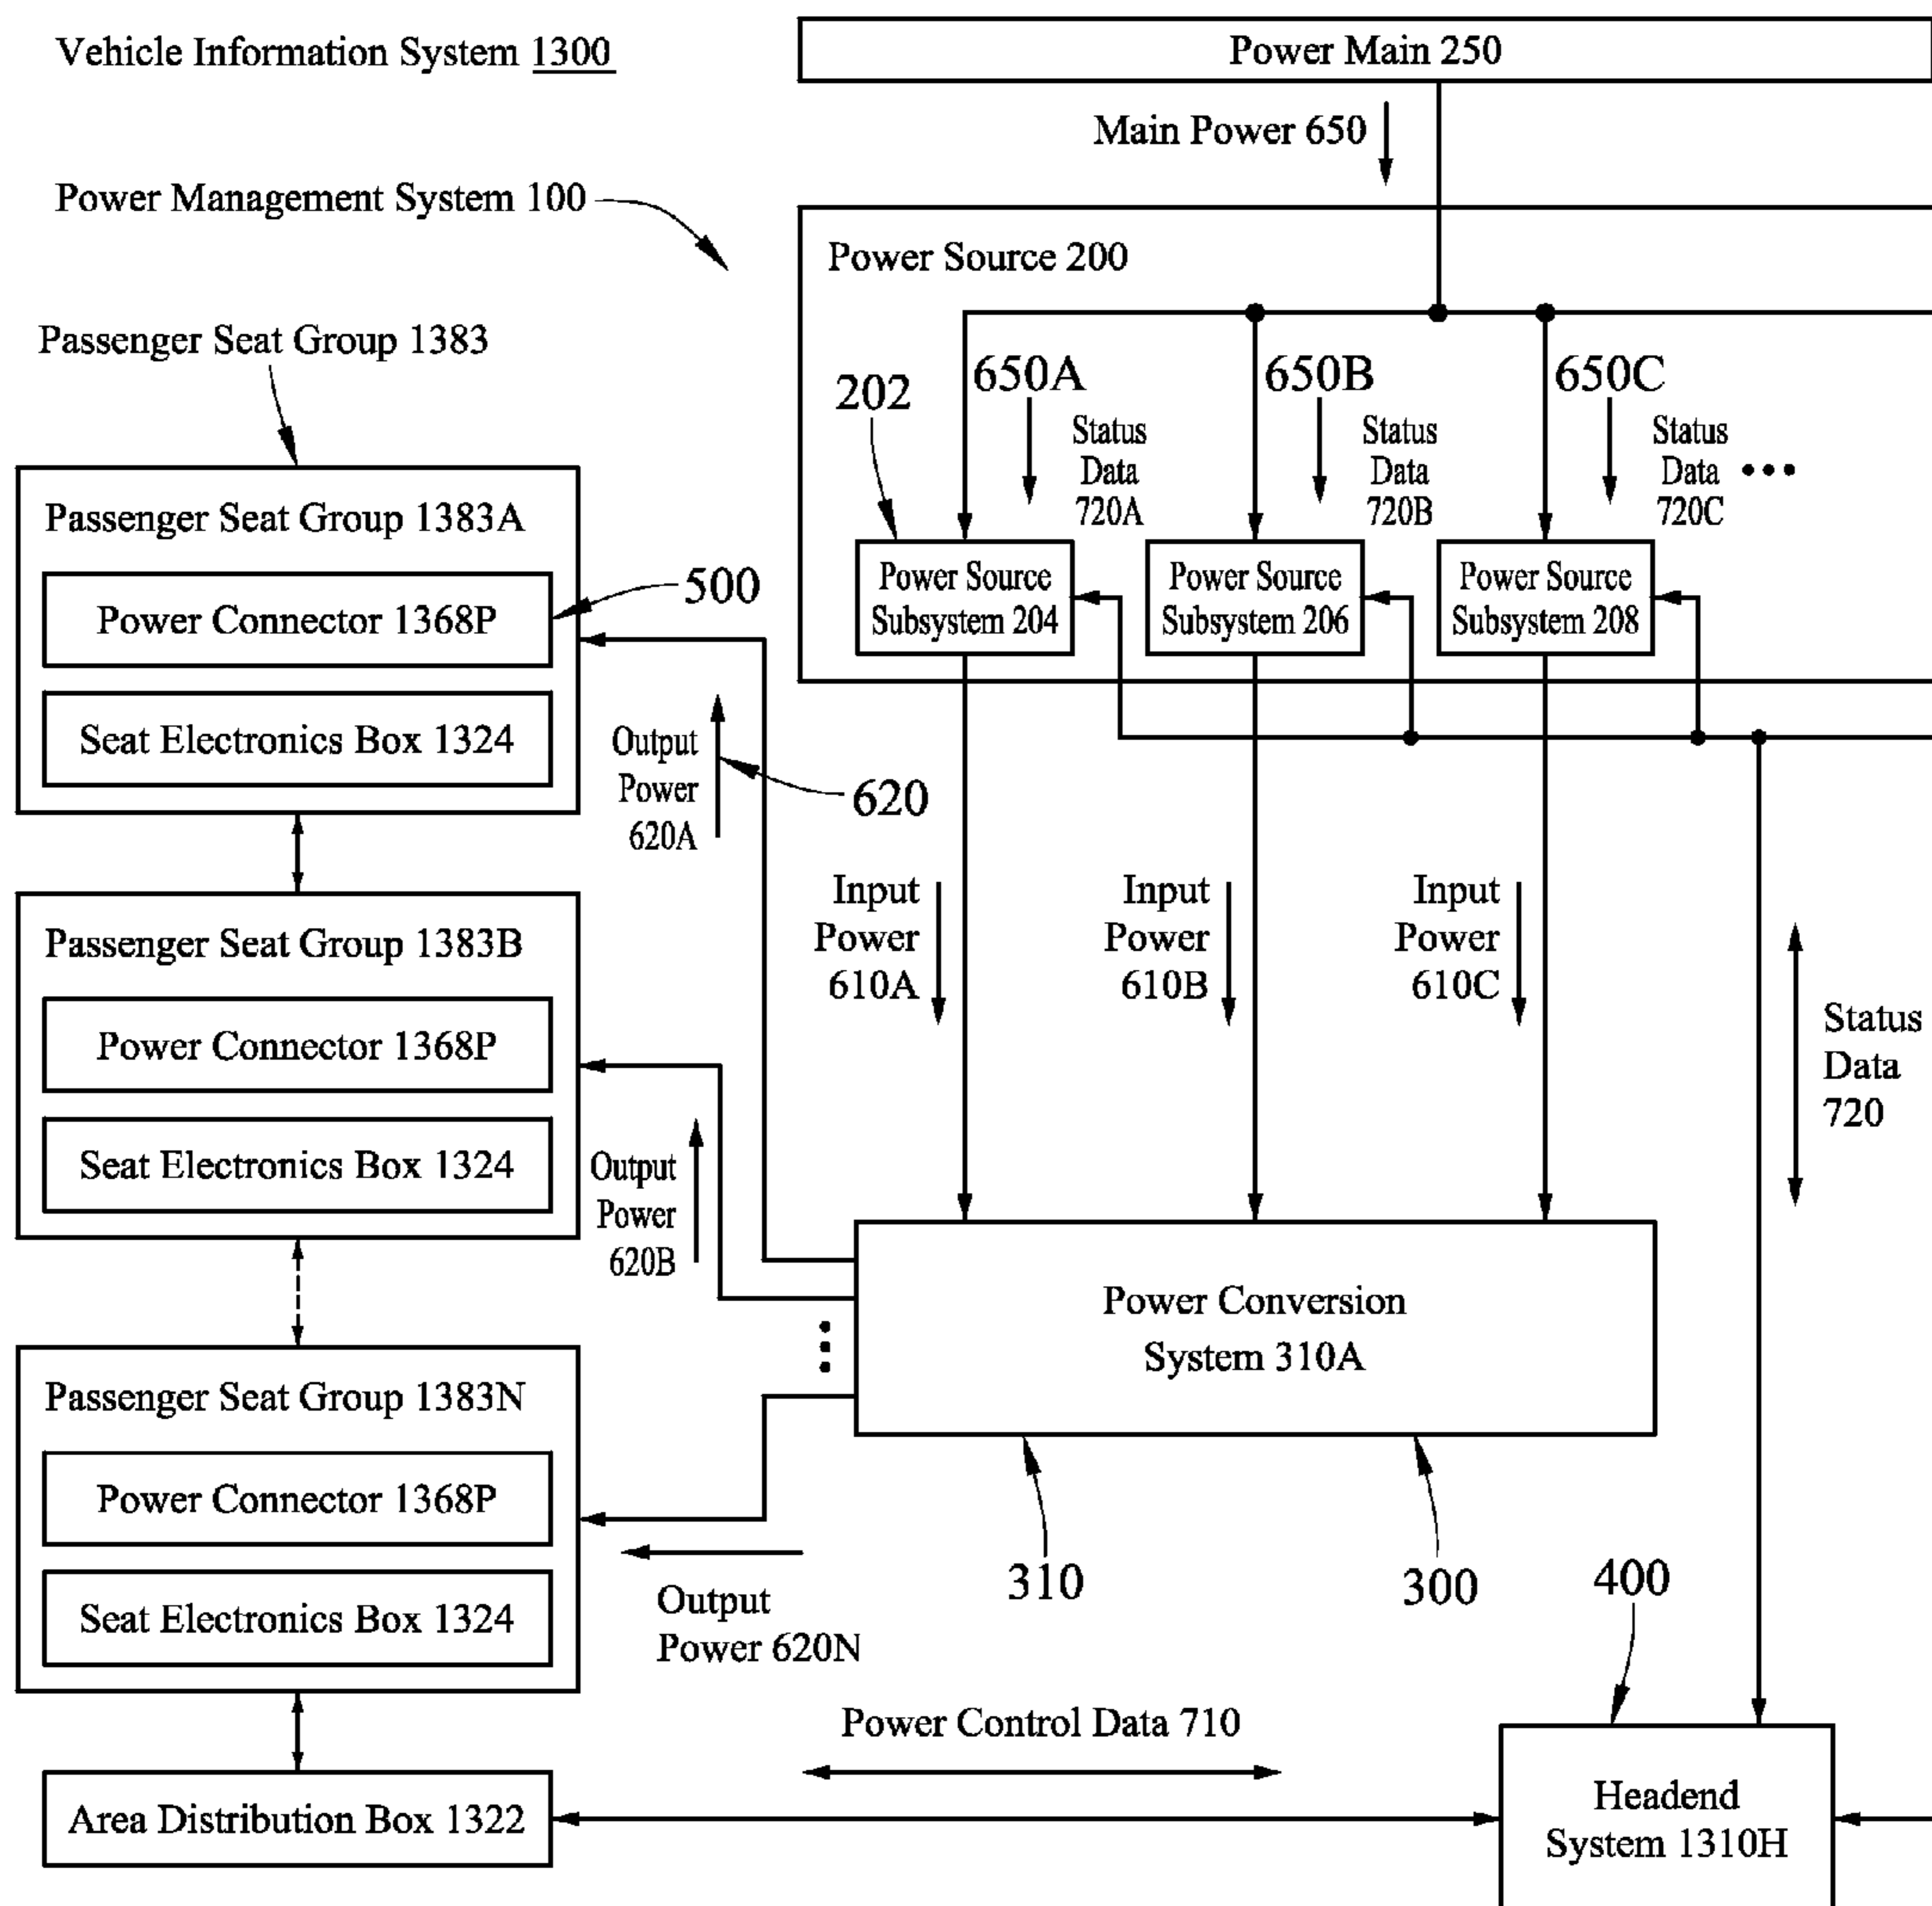 Vehicle Information System 1300
Power Main 250
Main Power 650
Power Management System 100
Power Source 200
Passenger Seat Group 1383
202
650A
650B
650C
Status
Data
720A
Status
Data
720B
Status
Data
720C
•••
Power Source
Subsystem 204
Power Source
Subsystem 206
Power Source
Subsystem 208
Passenger Seat Group 1383A
Power Connector 1368P
Seat Electronics Box 1324
500
Output
Power
620A
620
Input
Power
610A
Input
Power
610B
Input
Power
610C
Status
Data
720
Passenger Seat Group 1383B
Power Connector 1368P
Seat Electronics Box 1324
Output
Power
620B
Power Conversion
System 310A
Passenger Seat Group 1383N
Power Connector 1368P
Seat Electronics Box 1324
Output
Power 620N
310
300
400
Power Control Data 710
Area Distribution Box 1322
Headend
System 1310H